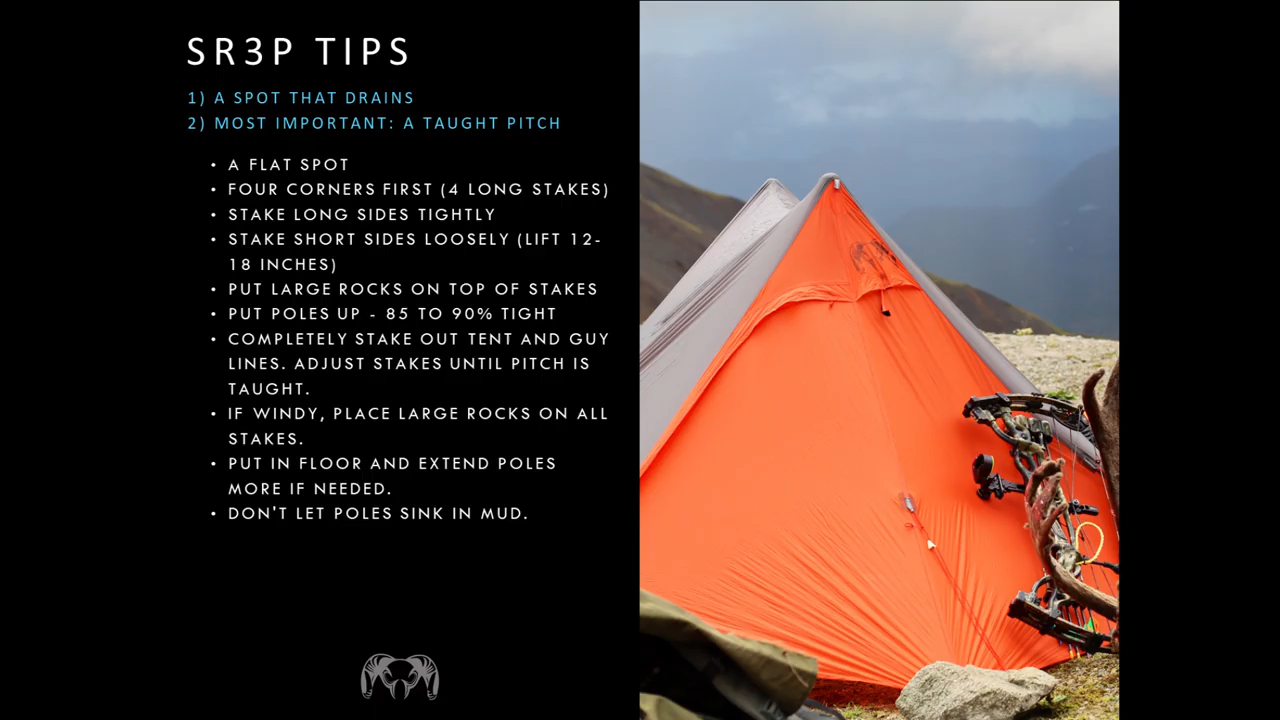 SR3P TIPS
1) A SPOT THAT DRAINS
2) MOST IMPORTANT: A TAUGHT PITCH
• A FLAT SPOT
• FOUR CORNERS FIRST (4 LONG STAKES)
• STAKE LONG SIDES TIGHTLY
• STAKE SHORT SIDES LOOSELY (LIFT 12-
18 INCHES)
• PUT LARGE ROCKS ON TOP OF STAKES
• PUT POLES UP - 85 TO 90% TIGHT
• COMPLETELY STAKE OUT TENT AND GUY
LINES. ADJUST STAKES UNTIL PITCH IS
TAUGHT.
• IF WINDY, PLACE LARGE ROCKS ON ALL
STAKES.
• PUT IN FLOOR AND EXTEND POLES
MORE IF NEEDED.
• DON'T LET POLES SINK IN MUD.